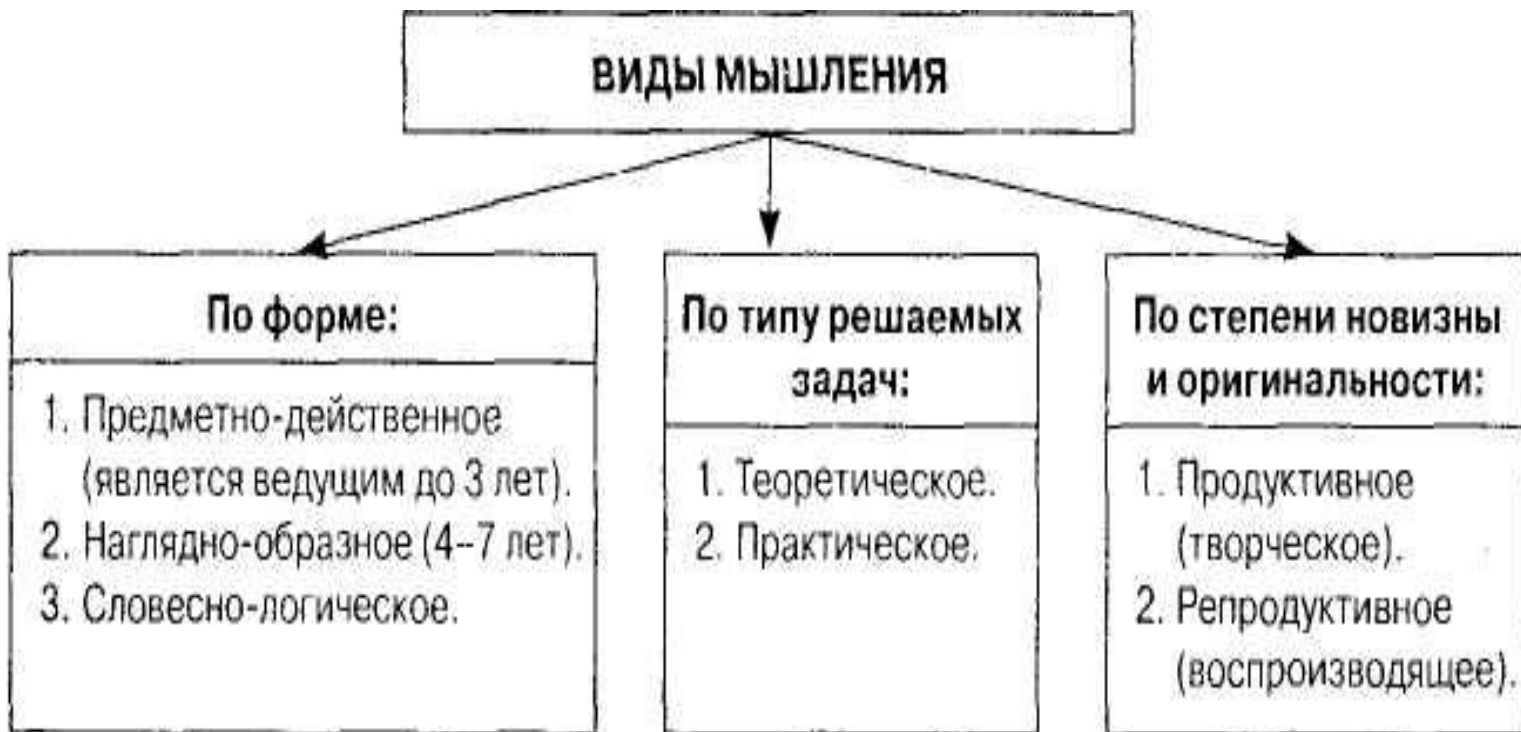 ВИДЫ МЫШЛЕНИЯ
По форме:
1. Предметно-действенное
(является ведущим до 3 лет).
2. Наглядно-образное (4–7 лет).
3. Словесно-логическое.
По типу решаемых
задач:
1. Теоретическое.
2. Практическое.
По степени новизны
и оригинальности:
1. Продуктивное
(творческое).
2. Репродуктивное
(воспроизводящее).